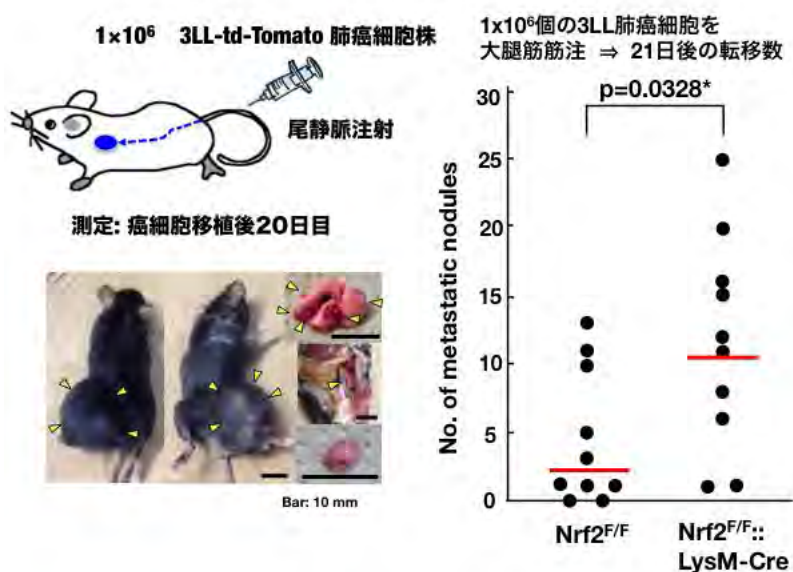 1×10⁶ 3LL-td-Tomato 肺癌細胞株
尾静脈注射
測定: 癌細胞移植後20日目
Bar: 10 mm
1x10⁶個の3LL肺癌細胞を
大腿筋筋注 ⇒ 21日後の転移数
p=0.0328*
No. of metastatic nodules
30
25
20
15
10
5
0
Nrf2F/F
Nrf2F/F::
LysM-Cre